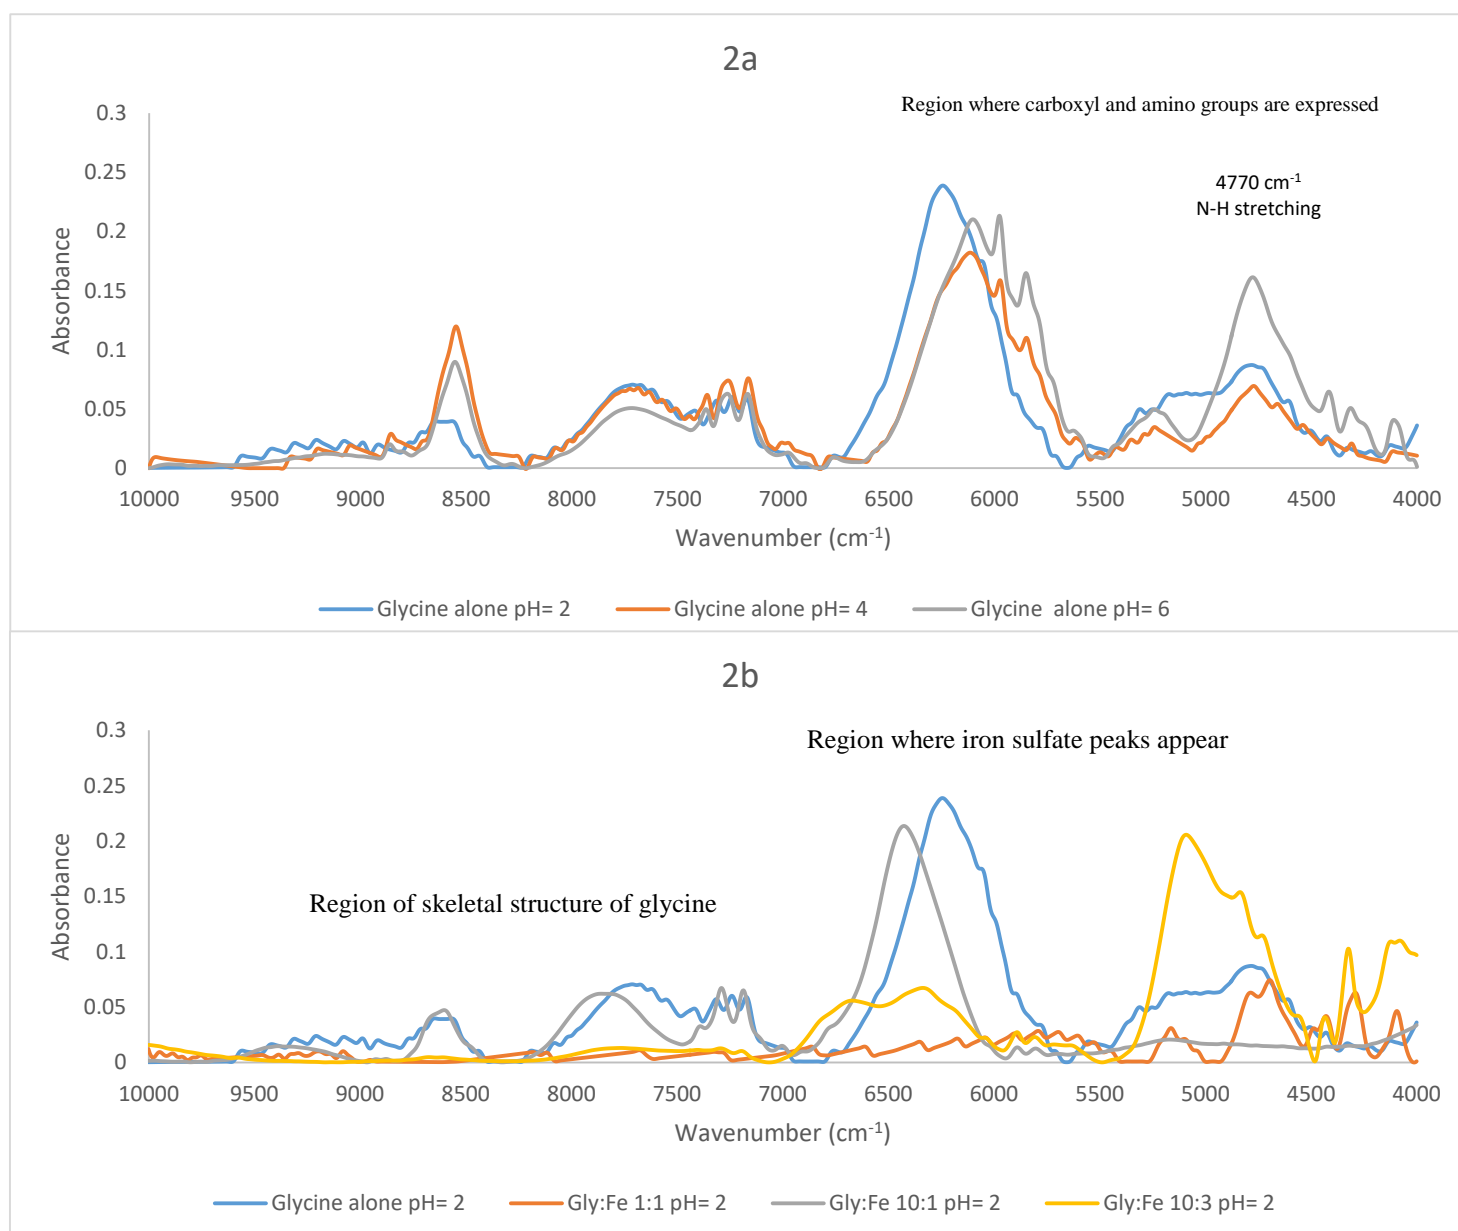 2a
Region where carboxyl and amino groups are expressed
4770 cm⁻¹
N-H stretching
0.3
0.25
0.2
0.15
0.1
0.05
0
Absorbance
10000 9500 9000 8500 8000 7500 7000 6500 6000 5500 5000 4500 4000
Wavenumber (cm⁻¹)
Glycine alone pH= 2 Glycine alone pH= 4 Glycine  alone pH= 6
2b
Region where iron sulfate peaks appear
Region of skeletal structure of glycine
0.3
0.25
0.2
0.15
0.1
0.05
0
Absorbance
10000 9500 9000 8500 8000 7500 7000 6500 6000 5500 5000 4500 4000
Wavenumber (cm⁻¹)
Glycine alone pH= 2 Gly:Fe 1:1 pH= 2 Gly:Fe 10:1 pH= 2 Gly:Fe 10:3 pH= 2